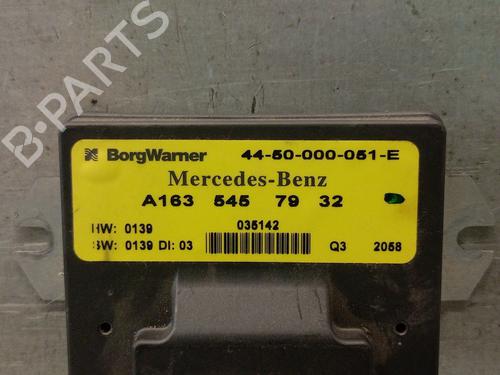 B-PARTS
BorgWarner 44-50-000-051-E
Mercedes-Benz
A163 545 79 32
HW: 0139 035142
SW: 0139 DI: 03 Q3 2058